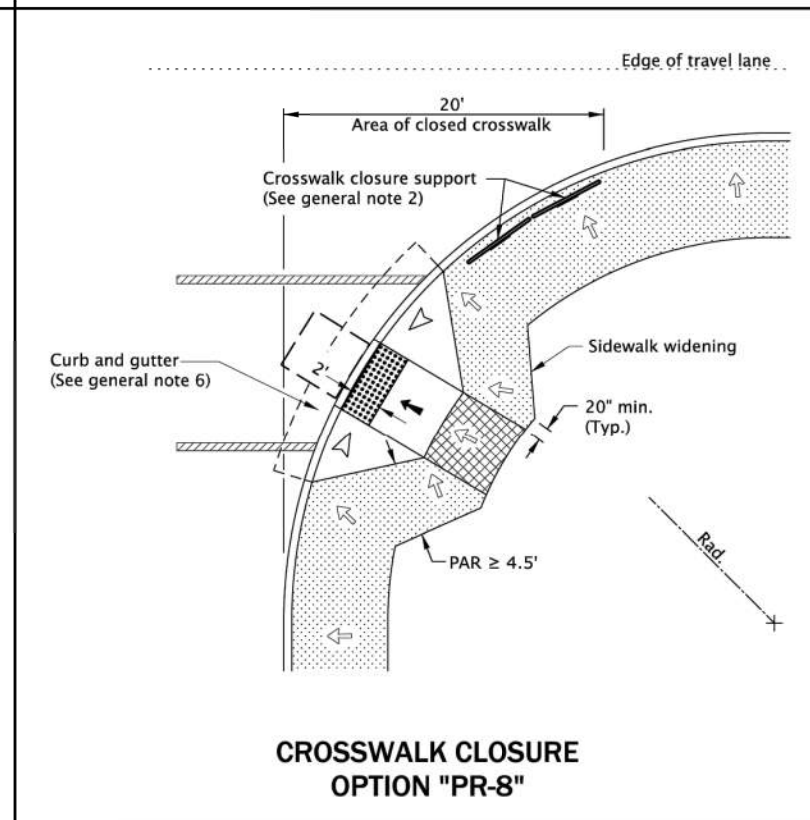 Edge of travel lane
20'
Area of closed crosswalk
Crosswalk closure support
(See general note 2)
Curb and gutter
(See general note 6)
2'
Sidewalk widening
20" min.
(Typ.)
Rad.
PAR ≥ 4.5'
CROSSWALK CLOSURE
OPTION "PR-8"